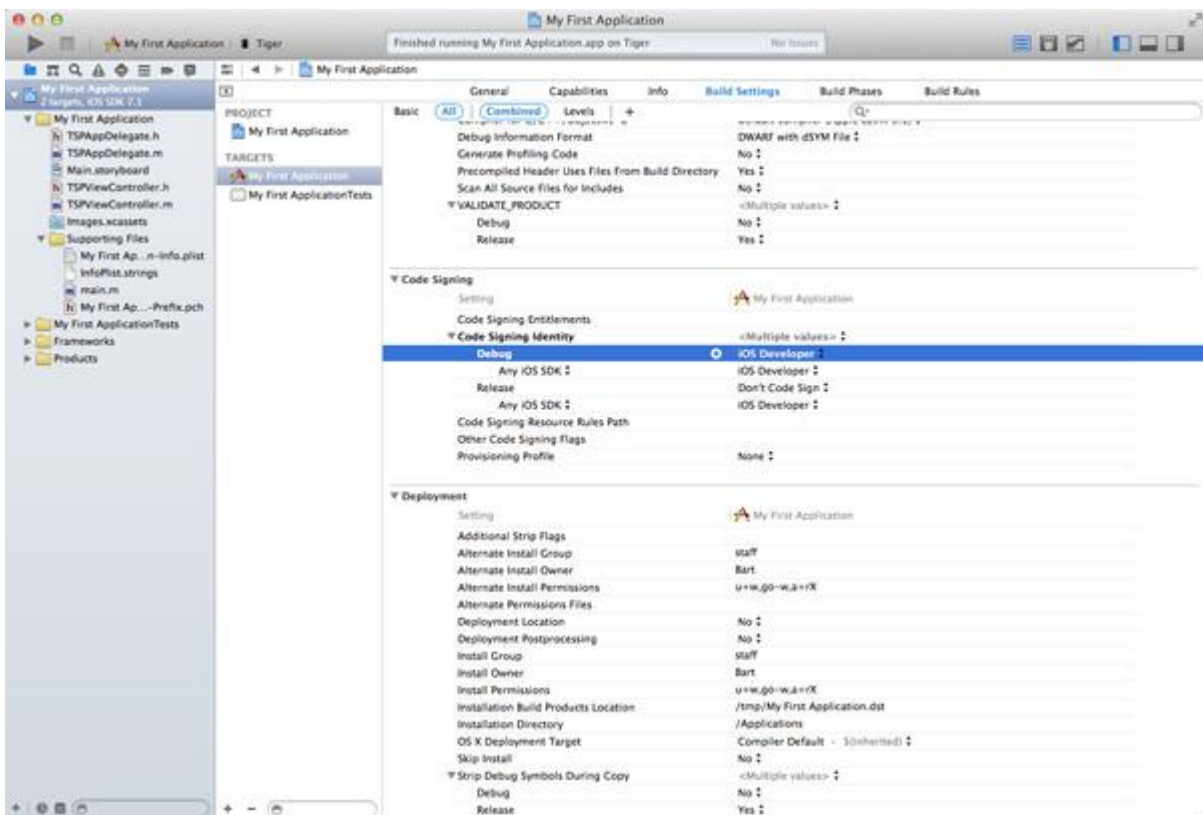 My First Application
My First Application
Tiger
Finished running My First Application.app on Tiger
No Issues
My First Application
My First Application
2 targets, iOS SDK 7.1
My First Application
TSPAppDelegate.h
TSPAppDelegate.m
Main.storyboard
TSPViewController.h
TSPViewController.m
Images.xcassets
Supporting Files
My First Ap...n-Info.plist
InfoPlist.strings
main.m
My First Ap...-Prefix.pch
My First ApplicationTests
Frameworks
Products
PROJECT
My First Application
TARGETS
My First Application
My First ApplicationTests
General Capabilities Info Build Settings Build Phases Build Rules
Basic All Combined Levels +
Debug Information Format DWARF with dSYM File
Generate Profiling Code No
Precompiled Header Uses Files From Build Directory Yes
Scan All Source Files for Includes No
VALIDATE_PRODUCT <Multiple values>
Debug No
Release Yes
Code Signing
Setting My First Application
Code Signing Entitlements
Code Signing Identity <Multiple values>
Debug iOS Developer
Any iOS SDK iOS Developer
Release Don't Code Sign
Any iOS SDK iOS Developer
Code Signing Resource Rules Path
Other Code Signing Flags
Provisioning Profile None
Deployment
Setting My First Application
Additional Strip Flags
Alternate Install Group staff
Alternate Install Owner Bart
Alternate Install Permissions u+w,go-w,a+rX
Alternate Permissions Files
Deployment Location No
Deployment Postprocessing No
Install Group staff
Install Owner Bart
Install Permissions u+w,go-w,a+rX
Installation Build Products Location /tmp/My First Application.dst
Installation Directory /Applications
OS X Deployment Target Compiler Default - $(inherited)
Skip Install No
Strip Debug Symbols During Copy <Multiple values>
Debug No
Release Yes